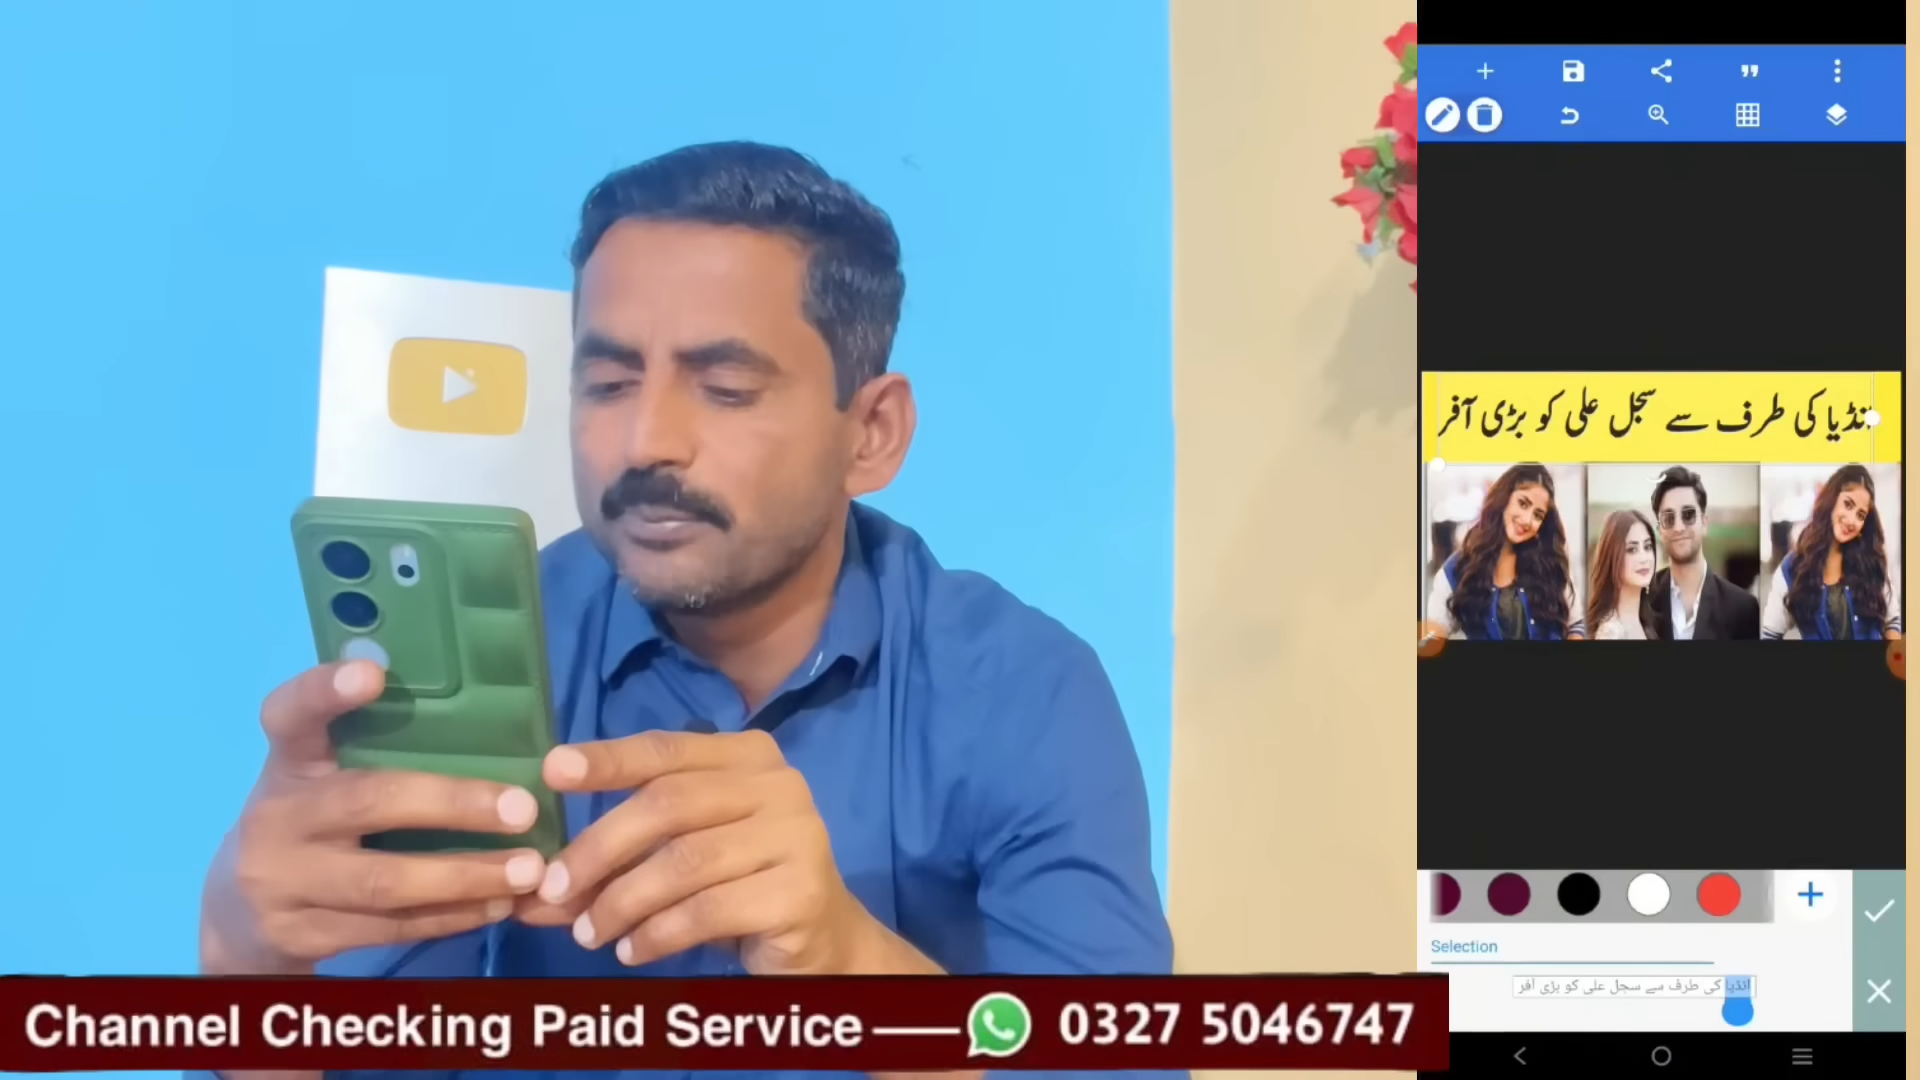 انڈیا کی طرف سے سجل علی کو بڑی آفر
Selection
انڈیا کی طرف سے سجل علی کو بڑی آفر
Channel Checking Paid Service — 0327 5046747